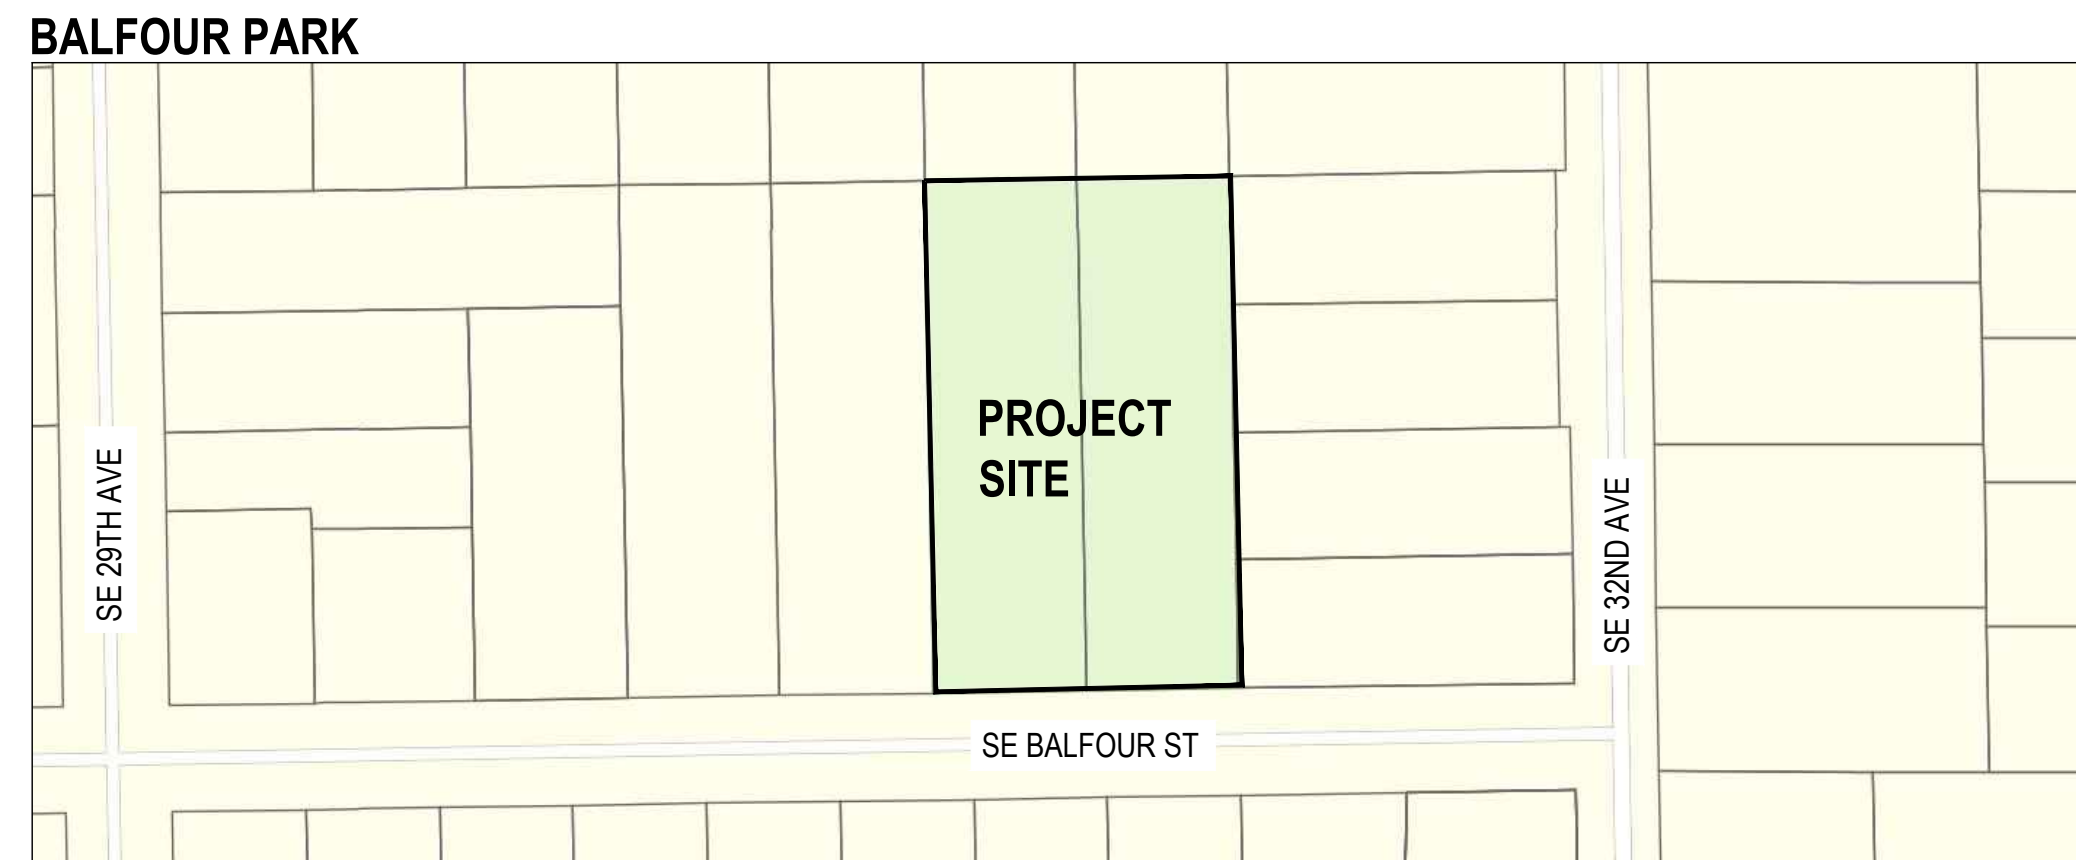 BALFOUR PARK
PROJECT
SITE
SE 29TH AVE
SE 32ND AVE
SE BALFOUR ST